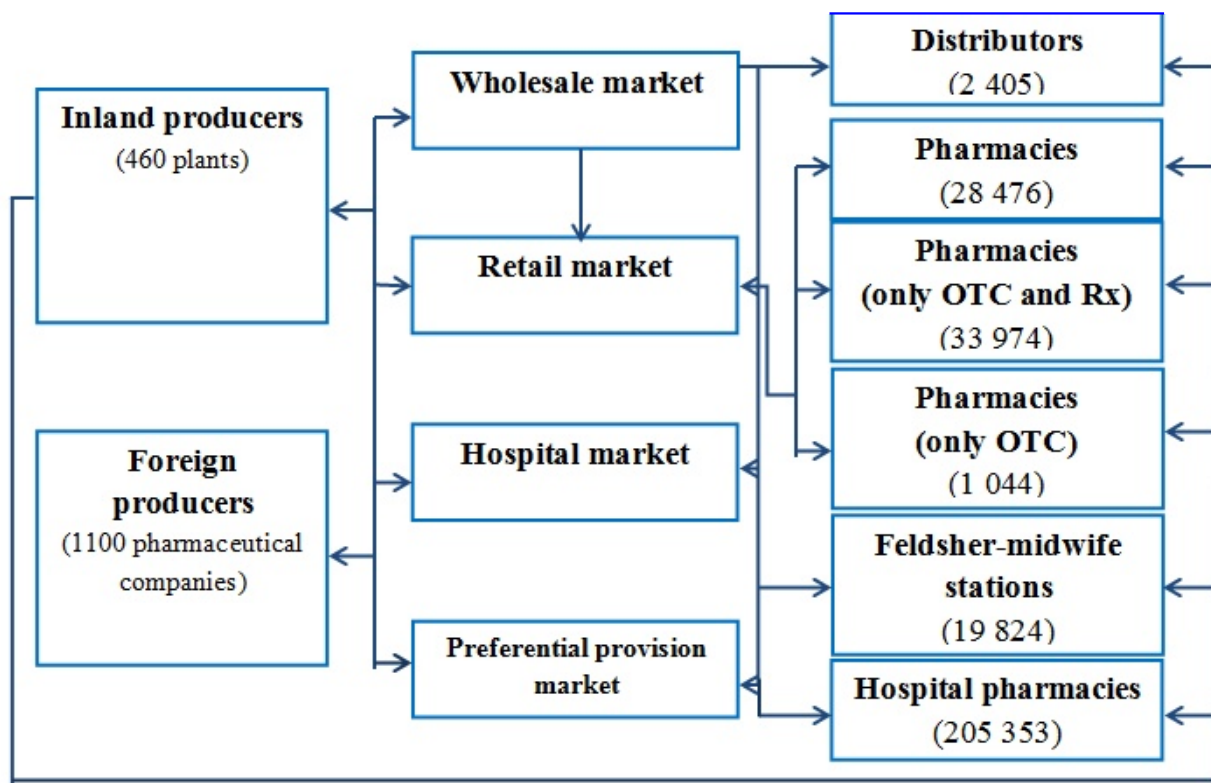 Inland producers
(460 plants)
Foreign
producers
(1100 pharmaceutical
companies)
Wholesale market
Retail market
Hospital market
Preferential provision
market
Distributors
(2 405)
Pharmacies
(28 476)
Pharmacies
(only OTC and Rx)
(33 974)
Pharmacies
(only OTC)
(1 044)
Feldsher-midwife
stations
(19 824)
Hospital pharmacies
(205 353)